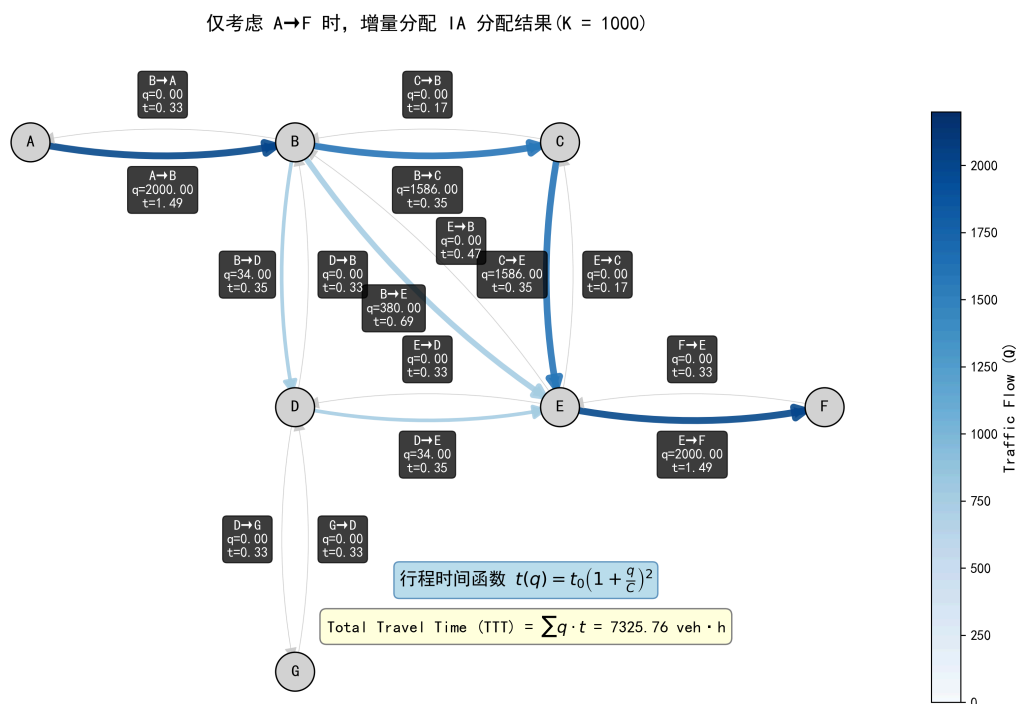 仅考虑 A→F 时，增量分配 IA 分配结果(K = 1000)
B→A
q=0.00
t=0.33
C→B
q=0.00
t=0.17
A
B
C
A→B
q=2000.00
t=1.49
B→C
q=1586.00
t=0.35
E→B
q=0.00
t=0.47
B→D
q=34.00
t=0.35
D→B
q=0.00
t=0.33
C→E
q=1586.00
t=0.35
E→C
q=0.00
t=0.17
B→E
q=380.00
t=0.69
E→D
q=0.00
t=0.33
F→E
q=0.00
t=0.33
D
E
F
D→E
q=34.00
t=0.35
E→F
q=2000.00
t=1.49
D→G
q=0.00
t=0.33
G→D
q=0.00
t=0.33
行程时间函数 t(q) = t₀(1 + q/C)²
Total Travel Time (TTT) = ∑q · t = 7325.76 veh·h
G
2000
1750
1500
1250
1000
750
500
250
0
Traffic Flow (Q)